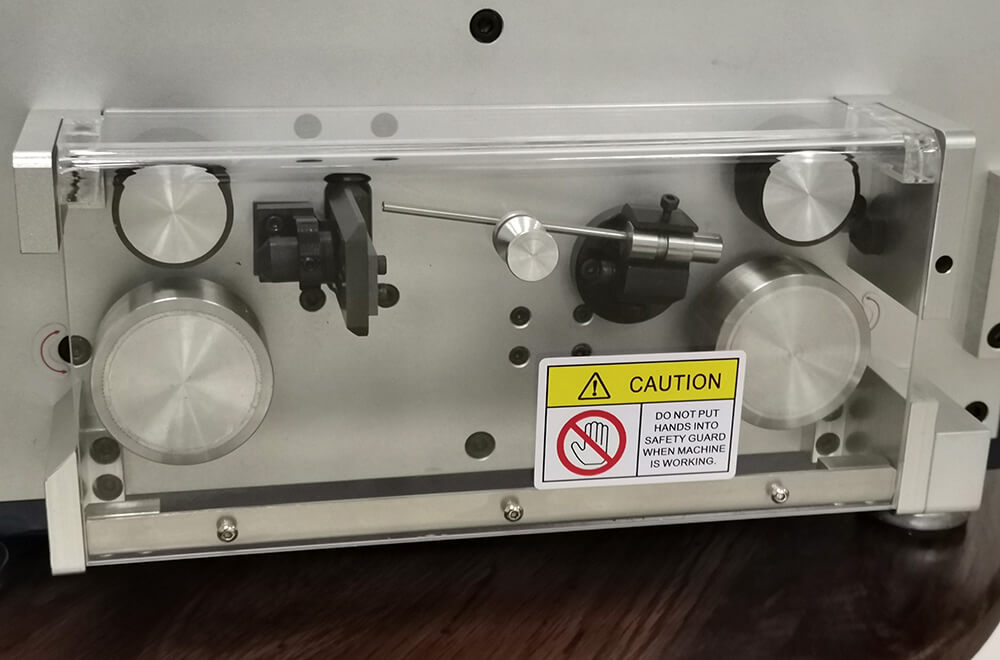 CAUTION
DO NOT PUT
HANDS INTO
SAFETY GUARD
WHEN MACHINE
IS WORKING.